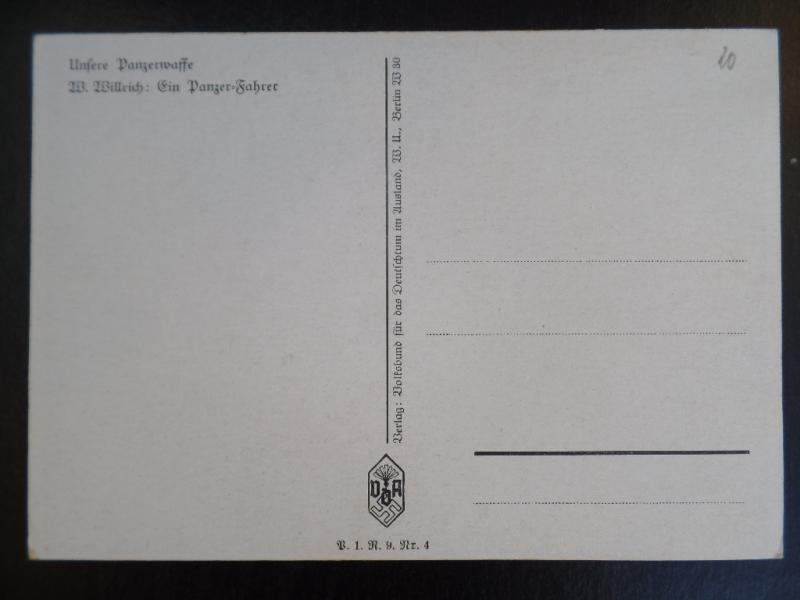 Unsere Panzerwaffe
W. Willrich: Ein Panzer-Fahrer
20
Verlag: Volksbund für das Deutschtum im Ausland, W. U., Berlin W 30
VDA
P. 1. R. 9. Nr. 4